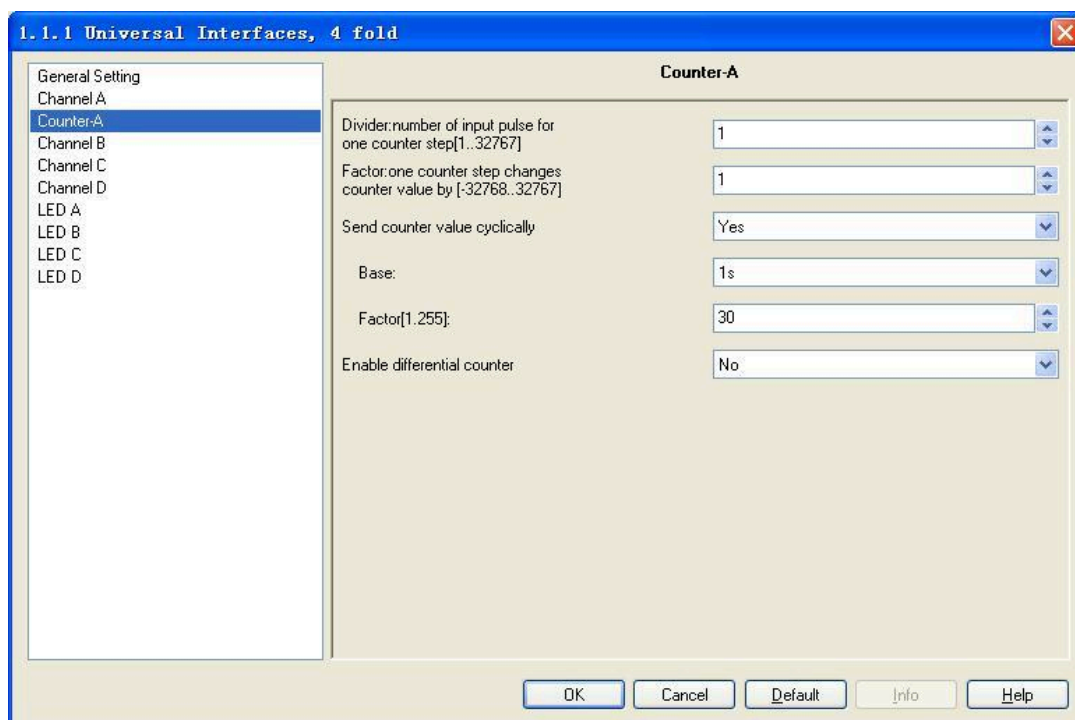 1.1.1 Universal Interfaces, 4 fold
General Setting
Channel A
Counter-A
Channel B
Channel C
Channel D
LED A
LED B
LED C
LED D
Counter-A
Divider:number of input pulse for
one counter step[1..32767]
1
Factor:one counter step changes
counter value by [-32768..32767]
1
Send counter value cyclically
Yes
Base:
1s
Factor[1.255]:
30
Enable differential counter
No
OK
Cancel
Default
Info
Help